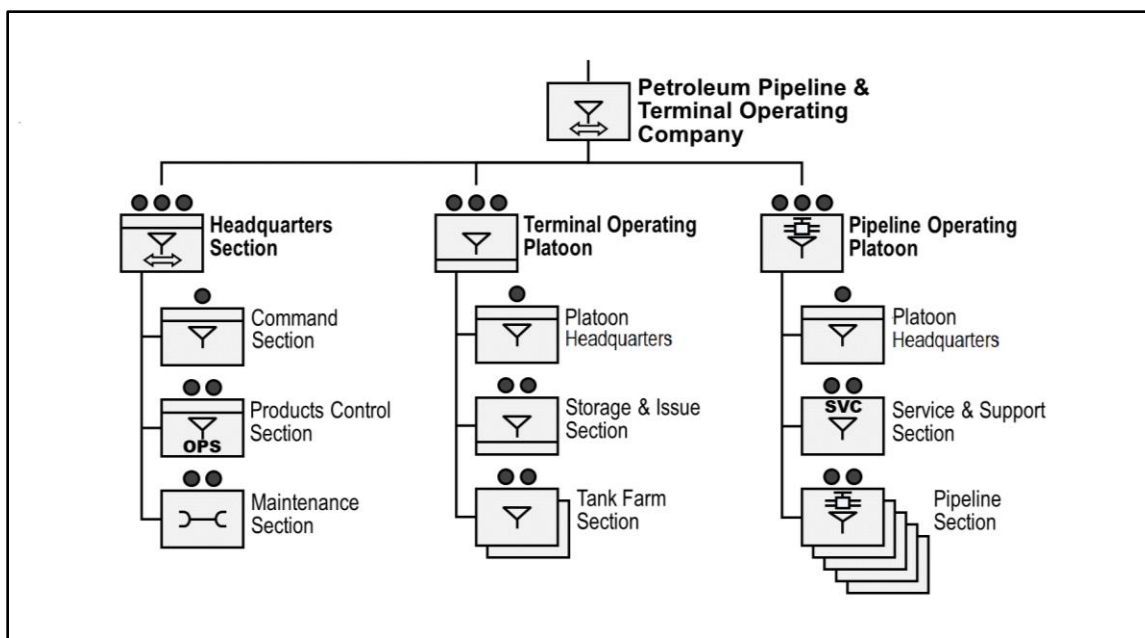 Petroleum Pipeline &
Terminal Operating
Company
Headquarters
Section
Terminal Operating
Platoon
Pipeline Operating
Platoon
Command
Section
Platoon
Headquarters
Platoon
Headquarters
Products Control
Section
OPS
Storage & Issue
Section
SVC
Service & Support
Section
Maintenance
Section
Tank Farm
Section
Pipeline
Section